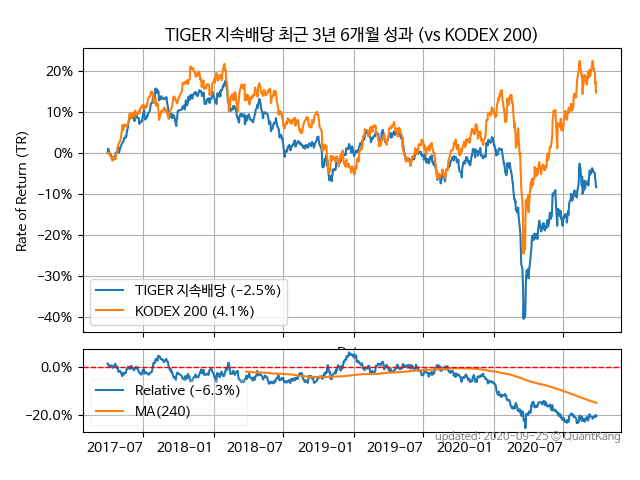 TIGER 지속배당 최근 3년 6개월 성과 (vs KODEX 200)
Rate of Return (TR)
20%
10%
0%
−10%
−20%
−30%
−40%
TIGER 지속배당 (−2.5%)
KODEX 200 (4.1%)
0.0%
−20.0%
Relative (−6.3%)
MA(240)
2017-07 2018-01 2018-07 2019-01 2019-07 2020-01 2020-07
updated: 2020-09-25 © QuantKang